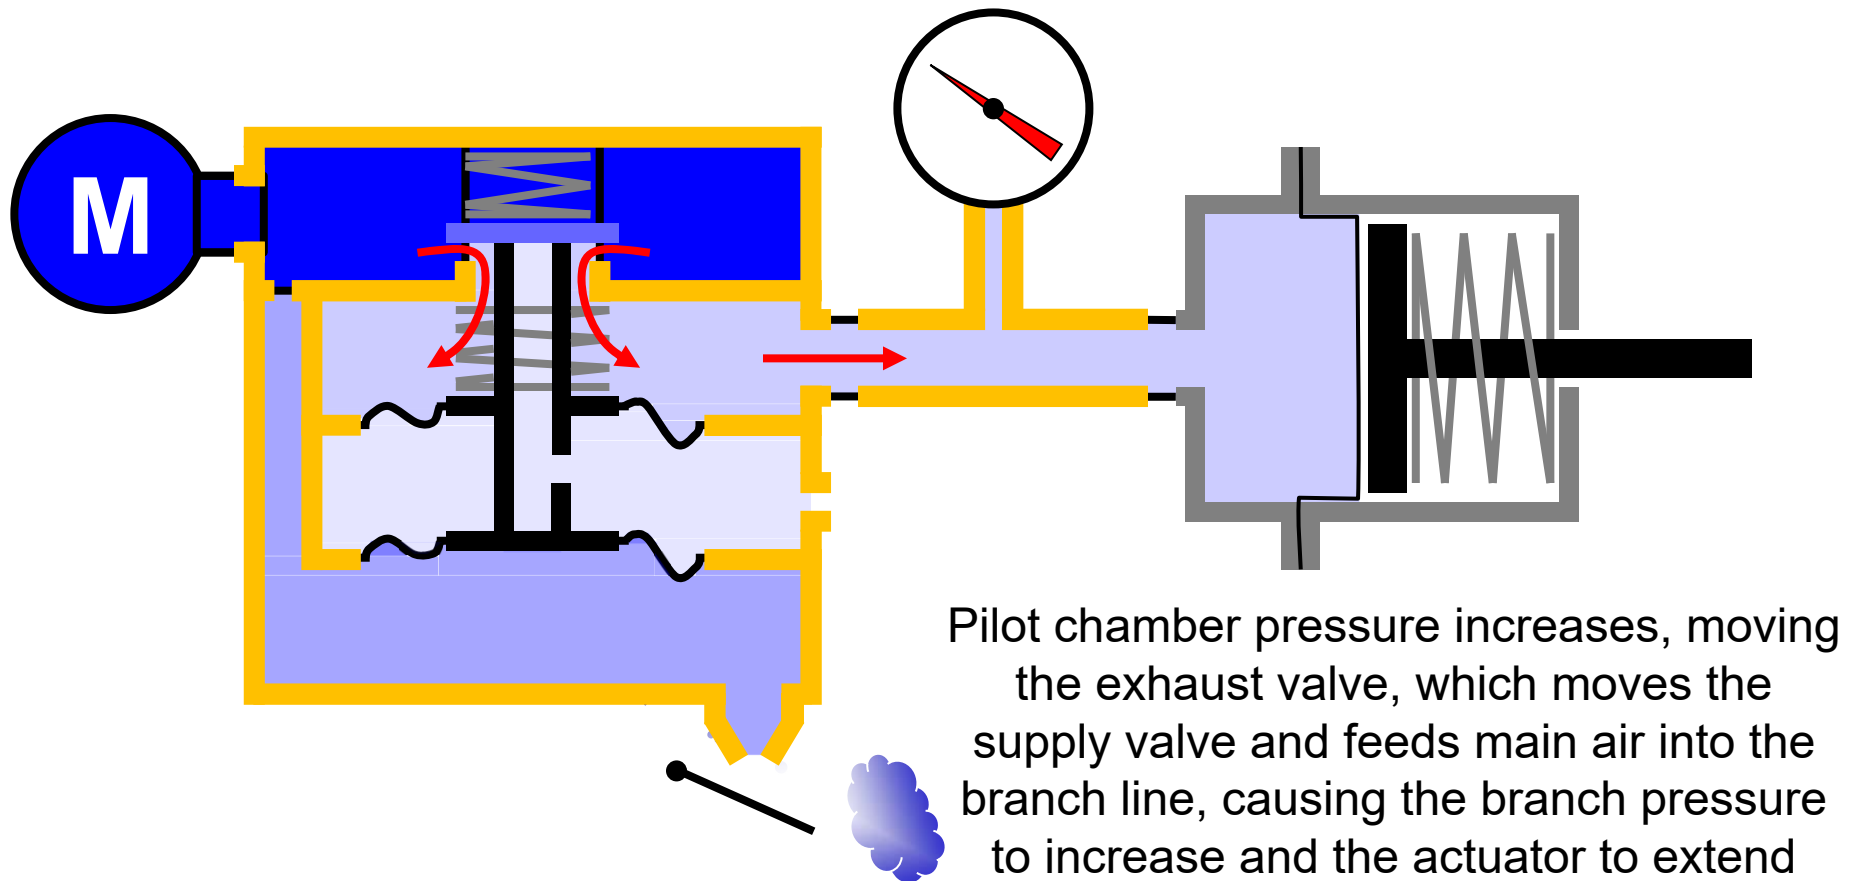 M
Pilot chamber pressure increases, moving
the exhaust valve, which moves the
supply valve and feeds main air into the
branch line, causing the branch pressure
to increase and the actuator to extend